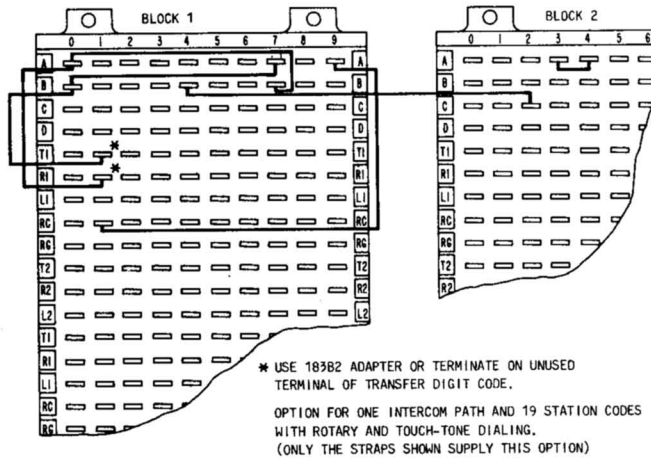 BLOCK 1
BLOCK 2
0 1 2 3 4 5 6 7 8 9
0 1 2 3 4 5 6
A A A
B B B
C C C
D D D
T1 T1 T1
R1 R1 R1
L1 L1 L1
RC RC RC
RG RG RG
T2 T2 T2
R2 R2 R2
L2 L2
T1
R1
L1
RC
RG
*
*
* USE 183B2 ADAPTER OR TERMINATE ON UNUSED
TERMINAL OF TRANSFER DIGIT CODE.
OPTION FOR ONE INTERCOM PATH AND 19 STATION CODES
WITH ROTARY AND TOUCH-TONE DIALING.
(ONLY THE STRAPS SHOWN SUPPLY THIS OPTION)